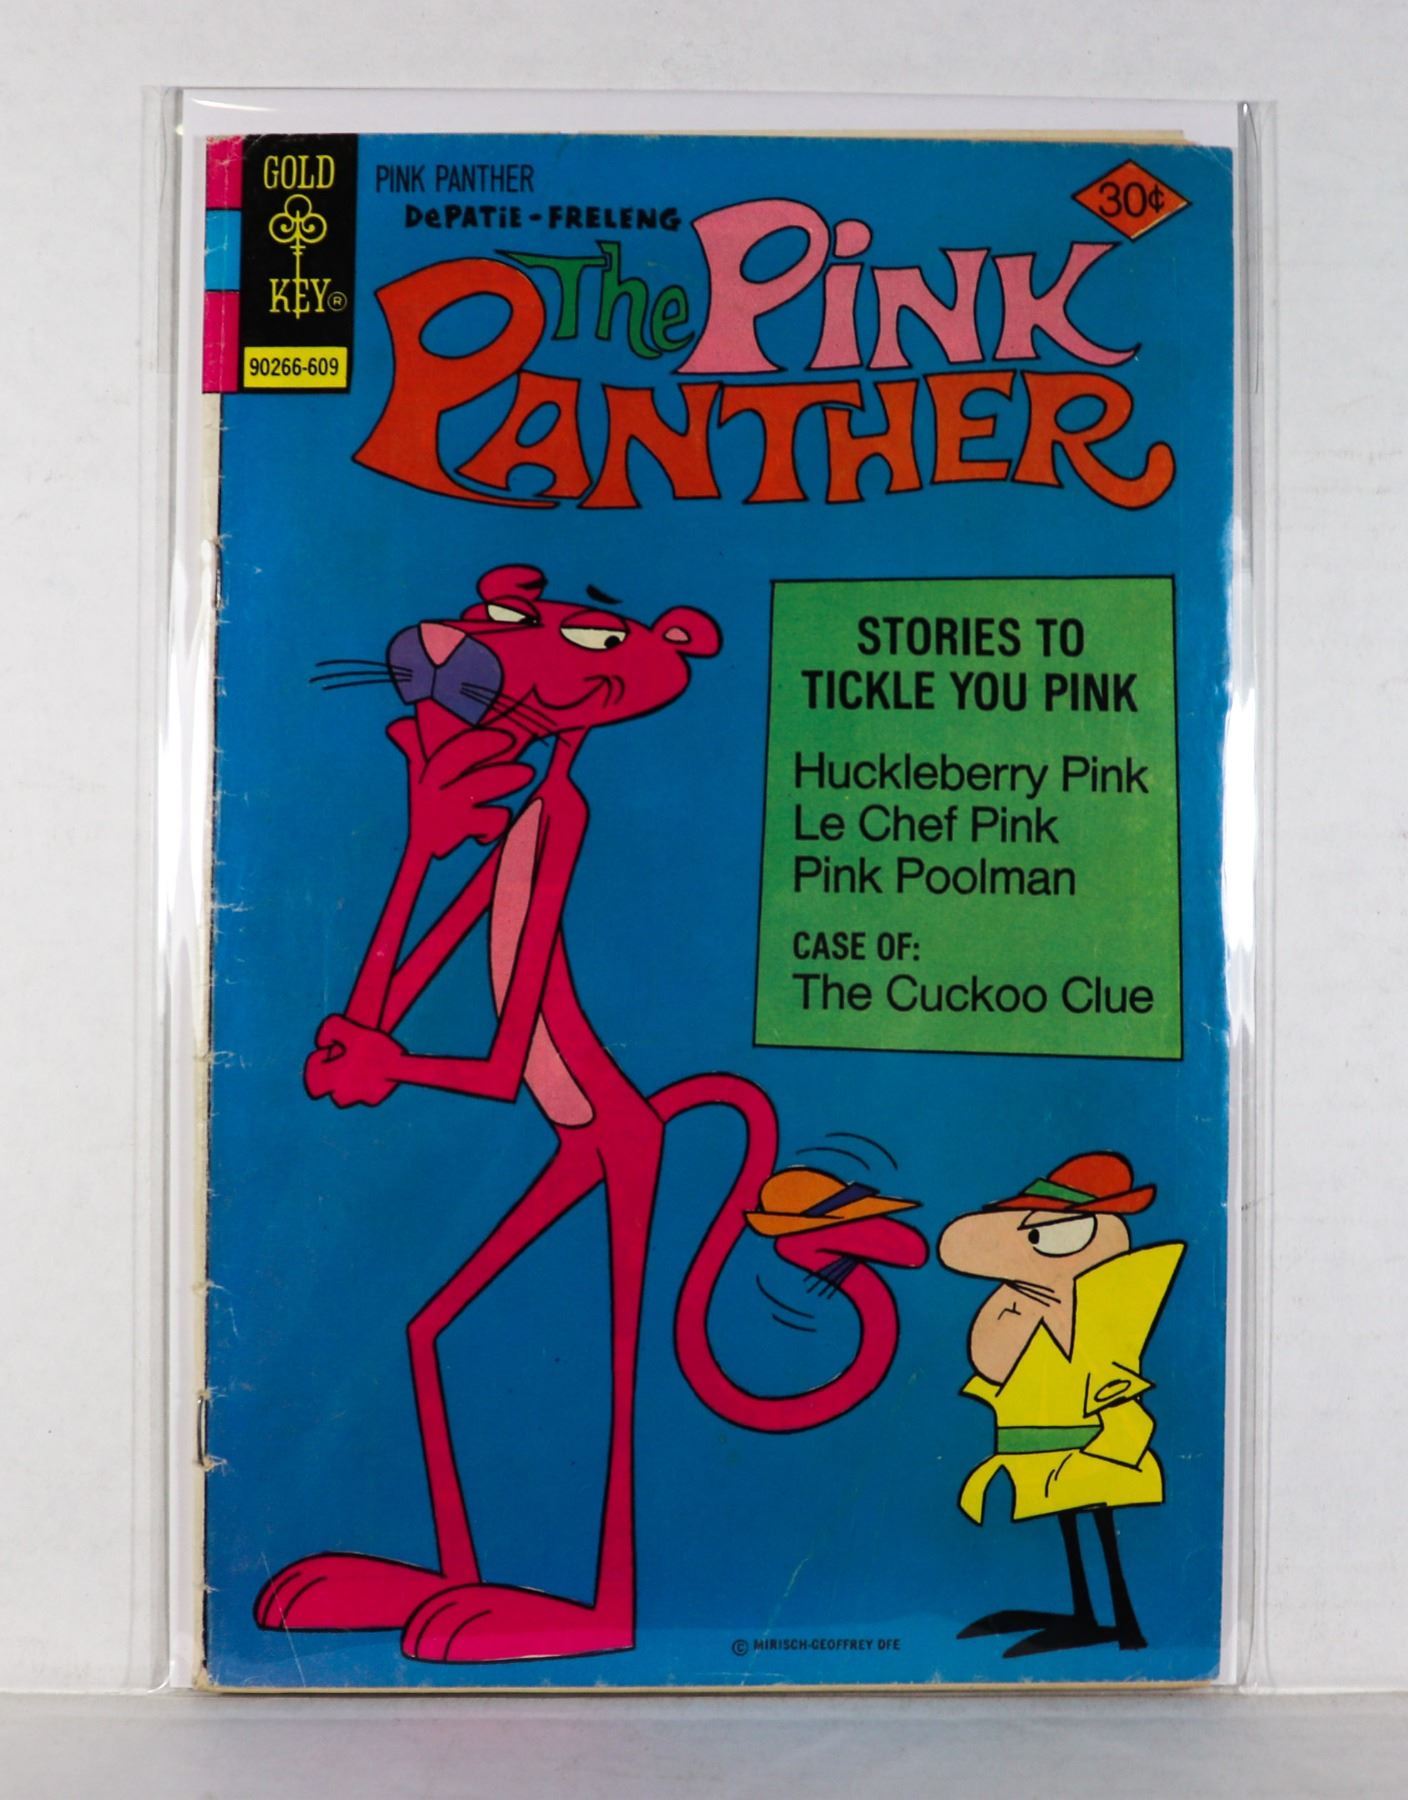 GOLD
KEY®
90266-609
PINK PANTHER
30¢
DePATiE-FRELENG
The PiNK
PANTHER
STORIES TO
TICKLE YOU PINK
Huckleberry Pink
Le Chef Pink
Pink Poolman
CASE OF:
The Cuckoo Clue
© MIRISCH-GEOFFREY DFE